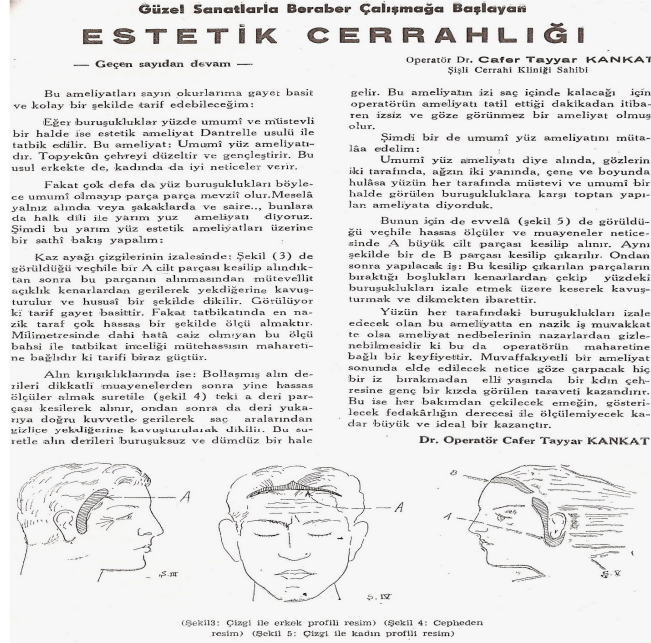 Güzel Sanatlarla Beraber Çalışmağa Başlayan
ESTETİK CERRAHLIĞI
— Geçen sayıdan devam —
Operatör Dr. Cafer Tayyar KANKAT
Şişli Cerrahi Kliniği Sahibi
Bu ameliyatları sayın okurlarıma gayet basit
ve kolay bir şekilde tarif edebileceğim:
Eğer buruşukluklar yüzde umumî ve müstevli
bir halde ise estetik ameliyat Dantrelle usulü ile
tatbik edilir. Bu ameliyat: Umumî yüz ameliyatı-
dır. Topyekûn çehreyi düzeltir ve gençleştirir. Bu
usul erkekte de, kadında da iyi neticeler verir.
Fakat çok defa da yüz buruşuklukları böyle-
ce umumî olmayıp parça parça mevziî olur.Meselâ
yalnız alında veya şakaklarda ve saire.., bunlara
da halk dili ile yarım yuz ameliyatı diyoruz.
Şimdi bu yarım yüz estetik ameliyatları üzerine
bir sathî bakış yapalım:
Kaz ayağı çizgilerinin izalesinde: Şekil (3) de
görüldüğü veçhile bir A cilt parçası kesilip alındık-
tan sonra bu parçanın alınmasından mütevellit
açıklık kenarlardan gerilerek yekdiğerine kavuş-
turulur ve hususî bir şekilde dikilir. Görülüyor
ki tarif gayet basittir. Fakat tatbikatında en na-
zik taraf çok hassas bir şekilde ölçü almaktır.
Milimetresinde dahi hatâ caiz olmıyan bu ölçü
bahsi ile tatbikat inceliği mütehassısın mahareti-
ne bağlıdır ki tarifi biraz güçtür.
Alın kırışıklıklarında ise: Bollaşmış alın de-
rileri dikkatli muayenelerden sonra yine hassas
ölçüler almak suretile (şekil 4) teki a deri par-
çası kesilerek alınır, ondan sonra da deri yuka-
rıya doğru kuvvetle gerilerek saç aralarından
gizlice yekdiğerine kavuşturularak dikilir. Bu su-
retle alın derileri buruşuksuz ve dümdüz bir hale
gelir. Bu ameliyatın izi saç içinde kalacağı için
operatörün ameliyatı tatil ettiği dakikadan itiba-
ren izsiz ve göze görünmez bir ameliyat olmuş
olur.
Şimdi bir de umumî yüz ameliyatını müta-
lâa edelim:
Umumî yüz ameliyatı diye alında, gözlerin
iki tarafında, ağzın iki yanında, çene ve boyunda
hulâsa yüzün her tarafında müstevi ve umumî bir
halde görülen buruşuklara karşı toptan yapı-
lan ameliyata diyorduk.
Bunun için de evvelâ (şekil 5) de görüldü-
ğü veçhile hassas ölçüler ve muayeneler netice-
sinde A büyük cilt parçası kesilip alınır. Aynı
şekilde bir de B parçası kesilip çıkarılır. Ondan
sonra yapılacak iş: Bu kesilip çıkarılan parçaların
bıraktığı boşlukları kenarlardan çekip yüzdeki
buruşuklukları izale etmek üzere keserek kavuş-
turmak ve dikmekten ibarettir.
Yüzün her tarafındaki buruşuklukları izale
edecek olan bu ameliyatta en nazik iş muvakkat
te olsa ameliyat nedbelerinin nazarlardan gizle-
nebilmesidir ki bu da operatörün maharetine
bağlı bir keyfiyettir. Muvaffakıyetli bir ameliyat
sonunda elde edilecek netice göze çarpacak hiç
bir iz bırakmadan elli yaşında bir kdın çeh-
resine genç bir kızda görülen taraveti kazandırır.
Bu ise her bakımdan çekilecek emeğin, gösteri-
lecek fedakârlığın derecesi ile ölçülemiyecek ka-
dar büyük ve ideal bir kazançtır.
Dr. Operatör Cafer Tayyar KANKAT
A
Ş.III
A
Ş.IV
B
A
Ş.V
(Şekil3: Çizgi ile erkek profili resim) (Şekil 4: Cepheden
resim) (Şekil 5: Çizgi ile kadın profili resim)